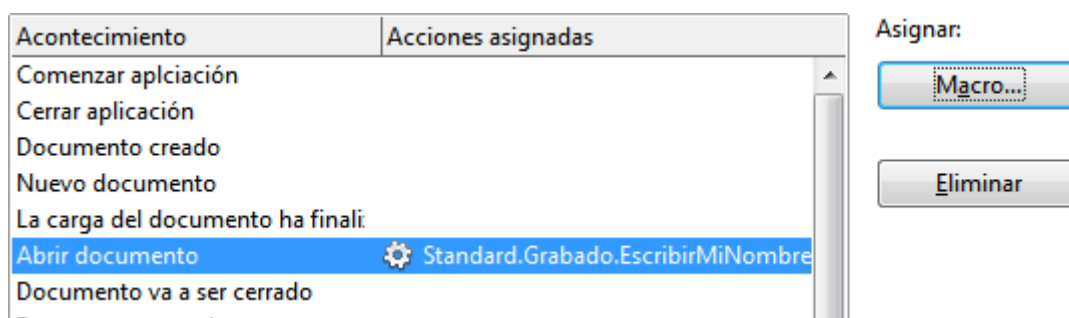 Acontecimiento Acciones asignadas Asignar:
Comenzar aplciación
Macro...
Cerrar aplicación
Documento creado
Nuevo documento
Eliminar
La carga del documento ha finali
Abrir documento Standard.Grabado.EscribirMiNombre
Documento va a ser cerrado